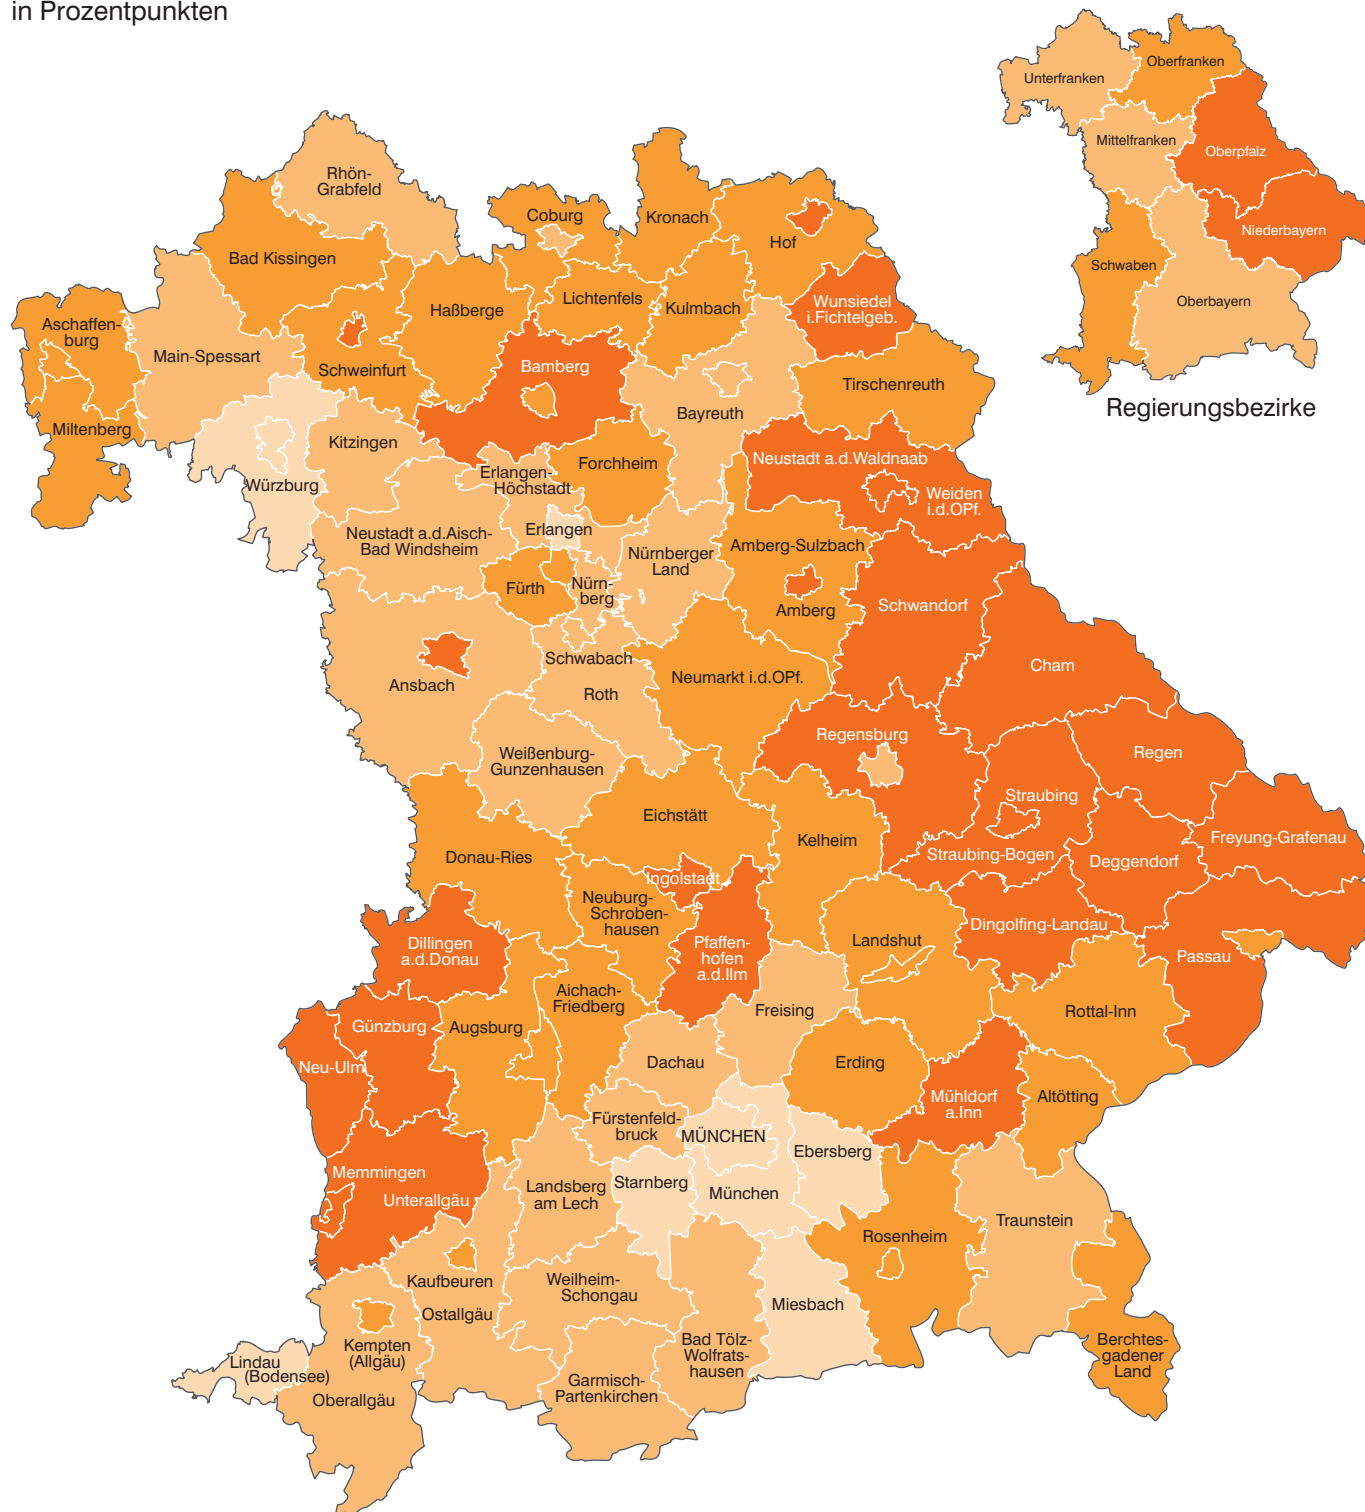 in Prozentpunkten
Unterfranken
Oberfranken
Mittelfranken
Oberpfalz
Niederbayern
Schwaben
Oberbayern
Regierungsbezirke
Rhön-
Grabfeld
Coburg
Kronach
Hof
Bad Kissingen
Haßberge
Lichtenfels
Kulmbach
Wunsiedel
i.Fichtelgeb.
Aschaffen-
burg
Main-Spessart
Schweinfurt
Bamberg
Tirschenreuth
Bayreuth
Miltenberg
Kitzingen
Forchheim
Neustadt a.d.Waldnaab
Erlangen-
Höchstadt
Würzburg
Weiden
i.d.OPf.
Neustadt a.d.Aisch-
Bad Windsheim
Erlangen
Nürnberger
Land
Amberg-Sulzbach
Fürth
Nürn-
berg
Amberg
Schwandorf
Schwabach
Cham
Ansbach
Roth
Neumarkt i.d.OPf.
Regensburg
Regen
Weißenburg-
Gunzenhausen
Straubing
Eichstätt
Kelheim
Freyung-Grafenau
Donau-Ries
Straubing-Bogen
Deggendorf
Ingolstadt
Neuburg-
Schroben-
hausen
Dingolfing-Landau
Dillingen
a.d.Donau
Pfaffen-
hofen
a.d.Ilm
Landshut
Passau
Aichach-
Friedberg
Freising
Rottal-Inn
Günzburg
Augsburg
Neu-Ulm
Dachau
Erding
Mühldorf
a.Inn
Altötting
Fürstenfeld-
bruck
MÜNCHEN
Ebersberg
Memmingen
Unterallgäu
Landsberg
am Lech
Starnberg
München
Traunstein
Rosenheim
Kaufbeuren
Weilheim-
Schongau
Ostallgäu
Miesbach
Kempten
(Allgäu)
Bad Tölz-
Wolfrats-
hausen
Berchtes-
gadener
Land
Lindau
(Bodensee)
Garmisch-
Partenkirchen
Oberallgäu